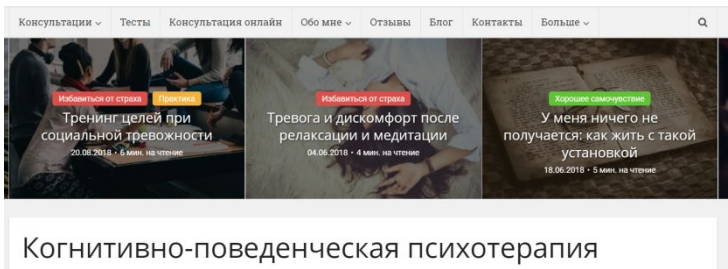 Консультации Тесты Консультация онлайн Обо мне Отзывы Блог Контакты Больше
Избавиться от страха Практика
Тренинг целей при
социальной тревожности
20.08.2018 • 6 мин. на чтение
Избавиться от страха
Тревога и дискомфорт после
релаксации и медитации
04.06.2018 • 4 мин. на чтение
Хорошее самочувствие
У меня ничего не
получается: как жить с такой
установкой
18.06.2018 • 5 мин. на чтение
Когнитивно-поведенческая психотерапия